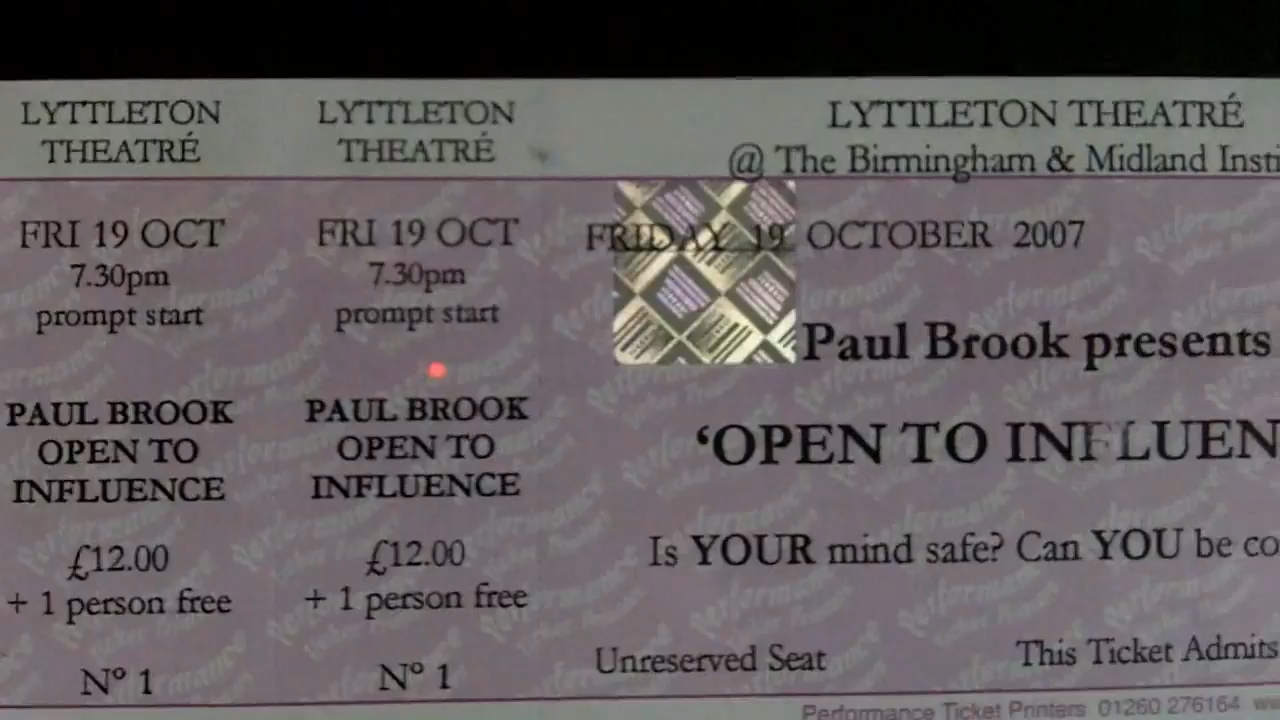 LYTTLETON
THEATRÉ
FRI 19 OCT
7.30pm
prompt start
PAUL BROOK
OPEN TO
INFLUENCE
£12.00
+ 1 person free
Nº 1
LYTTLETON
THEATRÉ
FRI 19 OCT
7.30pm
prompt start
PAUL BROOK
OPEN TO
INFLUENCE
£12.00
+ 1 person free
Nº 1
LYTTLETON THEATRÉ
@ The Birmingham & Midland Insti
FRIDAY 19 OCTOBER 2007
Paul Brook presents
‘OPEN TO INFLUEN
Is YOUR mind safe? Can YOU be co
Unreserved Seat This Ticket Admits
Performance Ticket Printers 01260 276164